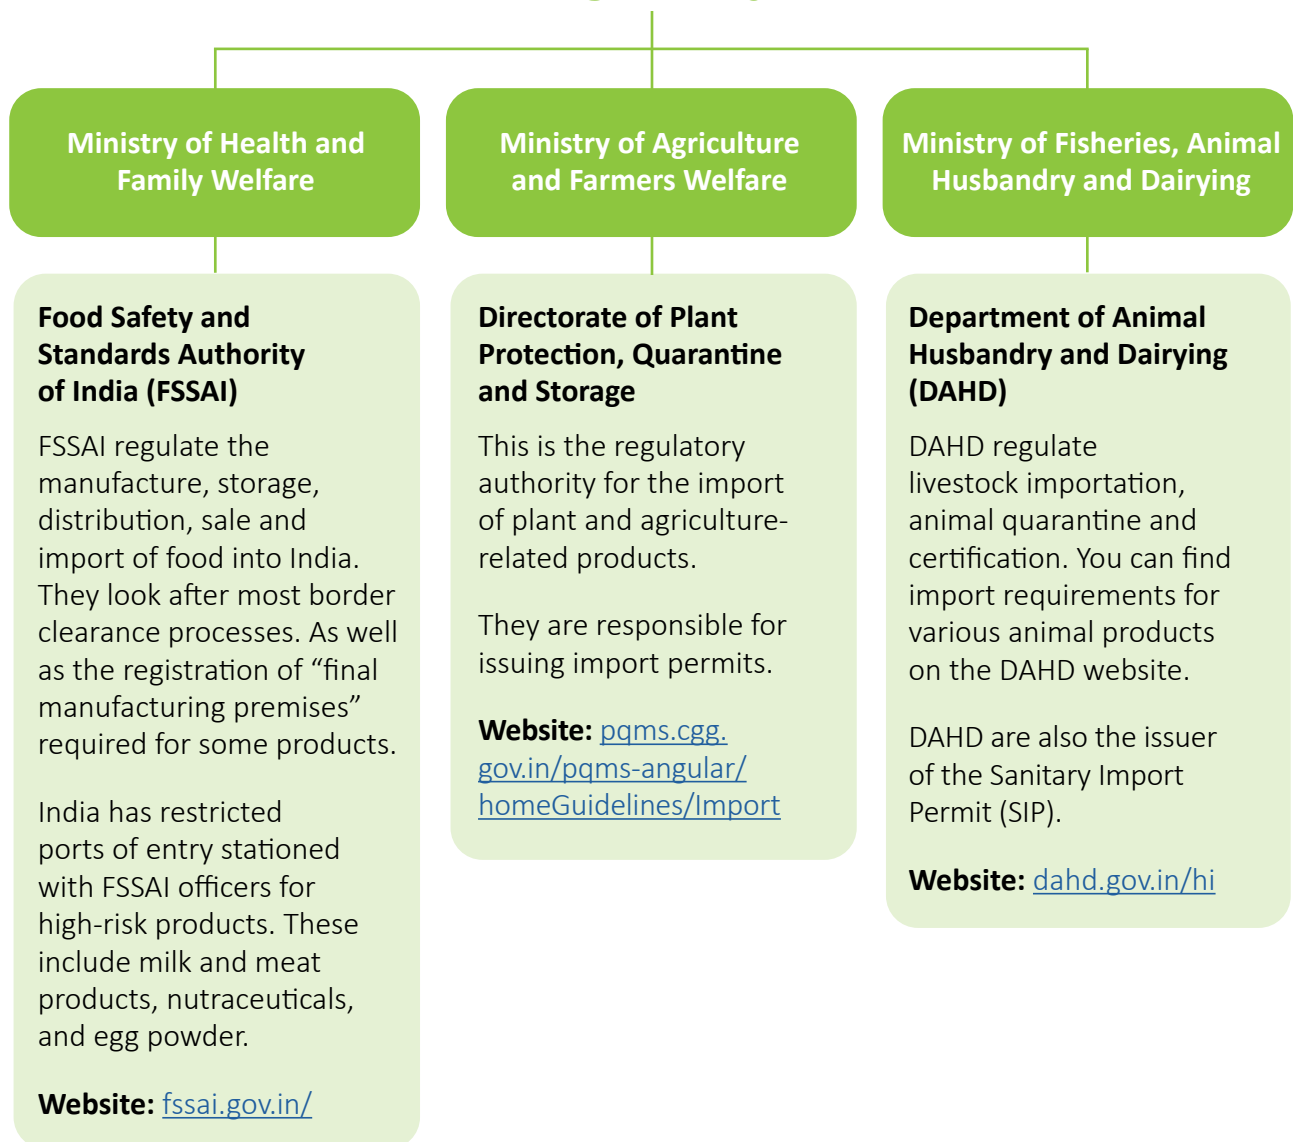 Ministry of Health and
Family Welfare
Food Safety and
Standards Authority
of India (FSSAI)
FSSAI regulate the
manufacture, storage,
distribution, sale and
import of food into India.
They look after most border
clearance processes. As well
as the registration of “final
manufacturing premises”
required for some products.
India has restricted
ports of entry stationed
with FSSAI officers for
high-risk products. These
include milk and meat
products, nutraceuticals,
and egg powder.
Website: fssai.gov.in/
Ministry of Agriculture
and Farmers Welfare
Directorate of Plant
Protection, Quarantine
and Storage
This is the regulatory
authority for the import
of plant and agriculture-
related products.
They are responsible for
issuing import permits.
Website: pqms.cgg.
gov.in/pqms-angular/
homeGuidelines/Import
Ministry of Fisheries, Animal
Husbandry and Dairying
Department of Animal
Husbandry and Dairying
(DAHD)
DAHD regulate
livestock importation,
animal quarantine and
certification. You can find
import requirements for
various animal products
on the DAHD website.
DAHD are also the issuer
of the Sanitary Import
Permit (SIP).
Website: dahd.gov.in/hi